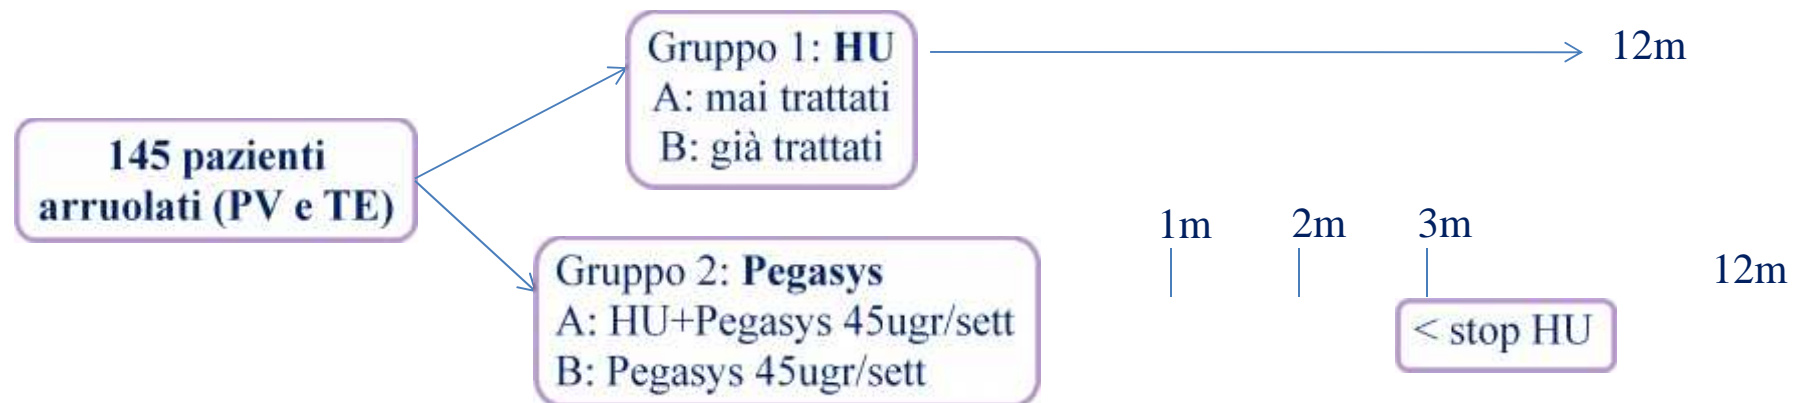 145 pazienti
arruolati (PV e TE)
Gruppo 1: HU
A: mai trattati
B: già trattati
12m
Gruppo 2: Pegasys
A: HU+Pegasys 45ugr/sett
B: Pegasys 45ugr/sett
1m
2m
3m
12m
< stop HU